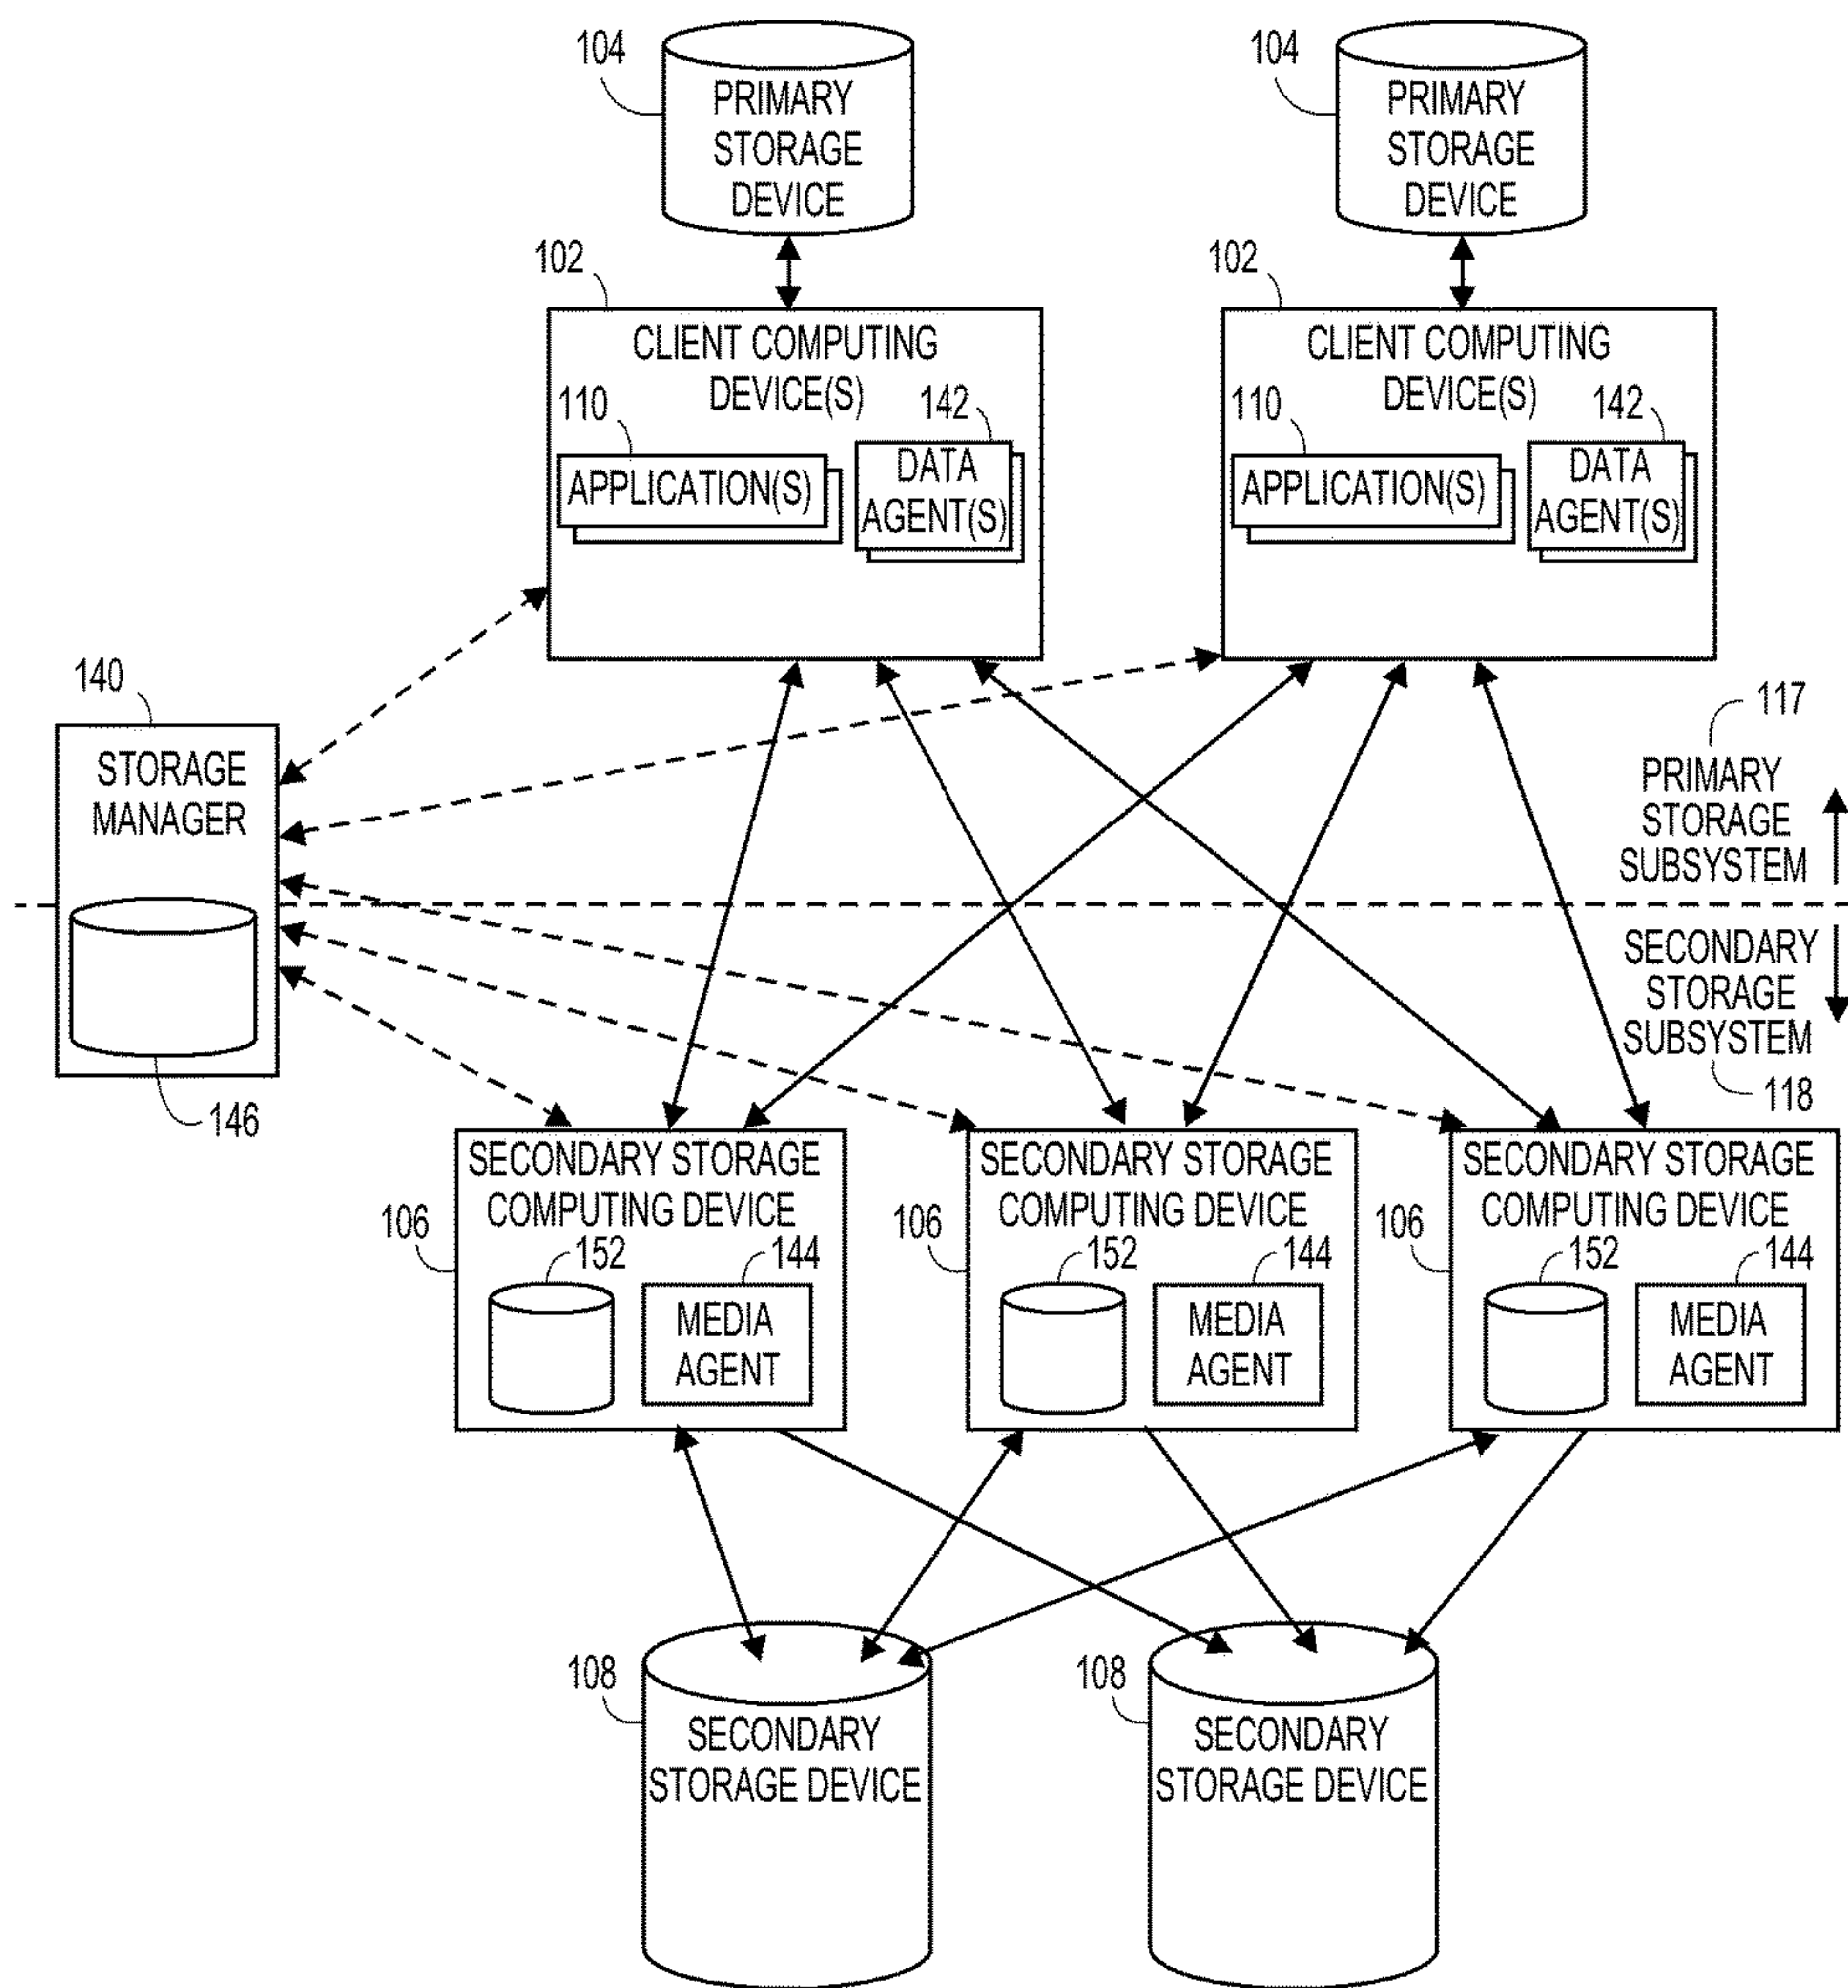 104
PRIMARY
STORAGE
DEVICE
104
PRIMARY
STORAGE
DEVICE
102
CLIENT COMPUTING
DEVICE(S)
110
142
APPLICATION(S)
DATA
AGENT(S)
102
CLIENT COMPUTING
DEVICE(S)
110
142
APPLICATION(S)
DATA
AGENT(S)
140
STORAGE
MANAGER
146
117
PRIMARY
STORAGE
SUBSYSTEM
SECONDARY
STORAGE
SUBSYSTEM
118
SECONDARY STORAGE
COMPUTING DEVICE
106
152
144
MEDIA
AGENT
SECONDARY STORAGE
COMPUTING DEVICE
106
152
144
MEDIA
AGENT
SECONDARY STORAGE
COMPUTING DEVICE
106
152
144
MEDIA
AGENT
108
SECONDARY
STORAGE DEVICE
108
SECONDARY
STORAGE DEVICE